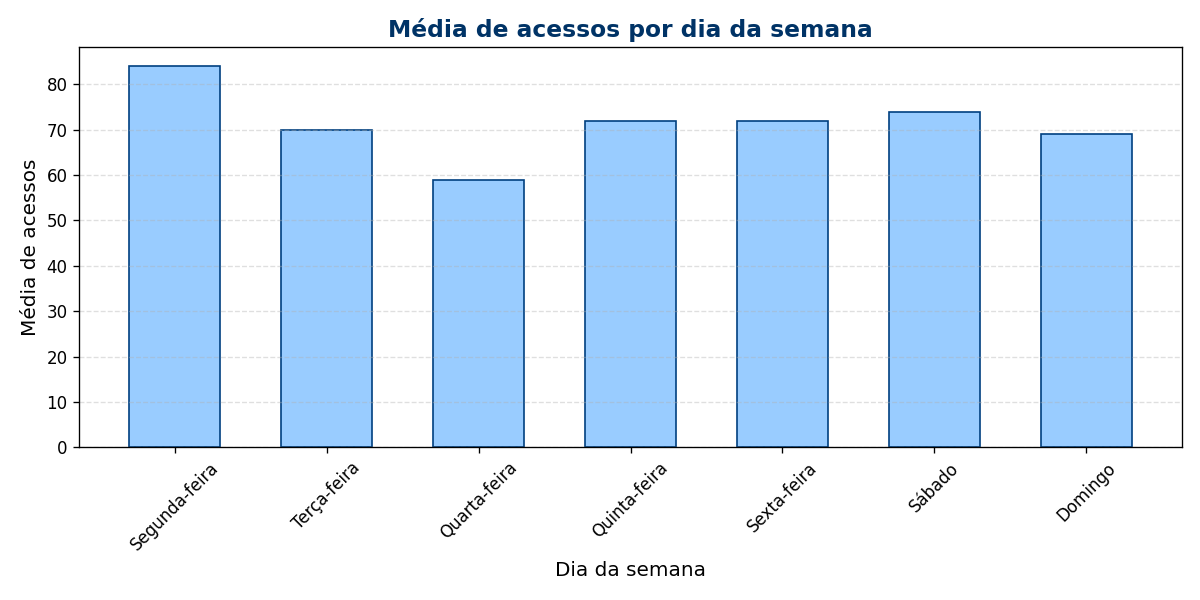 Média de acessos por dia da semana
Média de acessos
80
70
60
50
40
30
20
10
0
Segunda-feira
Terça-feira
Quarta-feira
Quinta-feira
Sexta-feira
Sábado
Domingo
Dia da semana